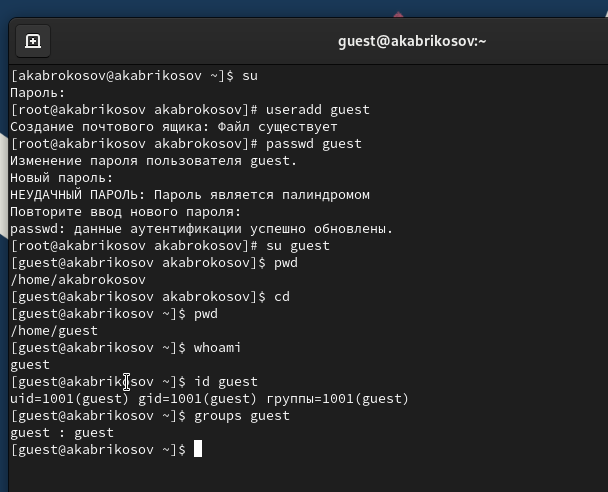 guest@akabrikosov:~
[akabrokosov@akabrikosov ~]$ su
Пароль:
[root@akabrikosov akabrokosov]# useradd guest
Создание почтового ящика: Файл существует
[root@akabrikosov akabrokosov]# passwd guest
Изменение пароля пользователя guest.
Новый пароль:
НЕУДАЧНЫЙ ПАРОЛЬ: Пароль является палиндромом
Повторите ввод нового пароля:
passwd: данные аутентификации успешно обновлены.
[root@akabrikosov akabrokosov]# su guest
[guest@akabrikosov akabrokosov]$ pwd
/home/akabrokosov
[guest@akabrikosov akabrokosov]$ cd
[guest@akabrikosov ~]$ pwd
/home/guest
[guest@akabrikosov ~]$ whoami
guest
[guest@akabrikosov ~]$ id guest
uid=1001(guest) gid=1001(guest) группы=1001(guest)
[guest@akabrikosov ~]$ groups guest
guest : guest
[guest@akabrikosov ~]$